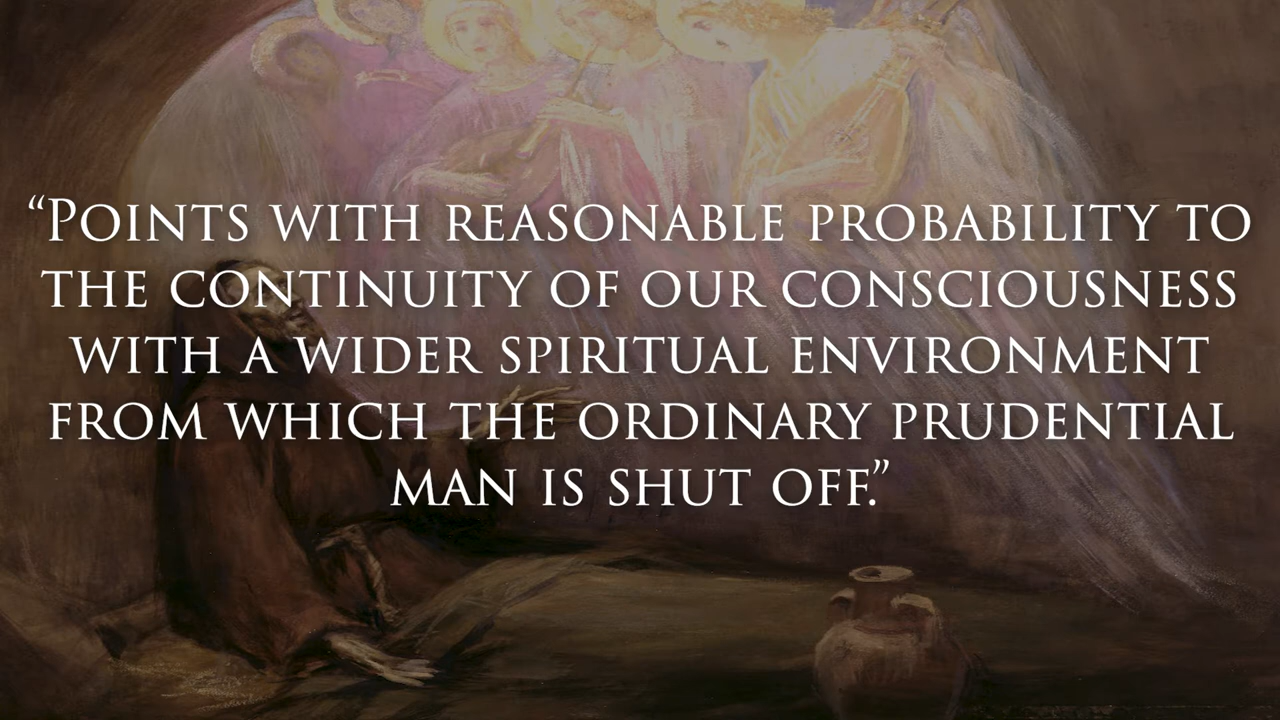 “Points with reasonable probability to
the continuity of our consciousness
with a wider spiritual environment
from which the ordinary prudential
man is shut off.”